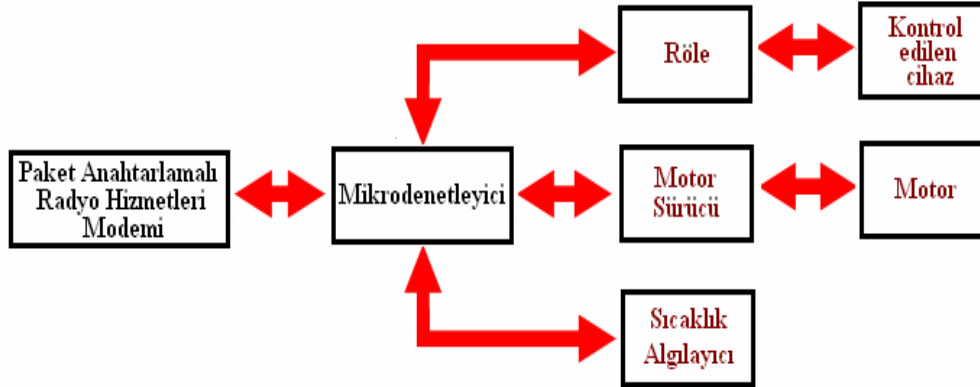 Röle
Kontrol
edilen
cihaz
Paket Anahtarlamalı
Radyo Hizmetleri
Modemi
Mikrodenetleyici
Motor
Sürücü
Motor
Sıcaklık
Algılayıcı